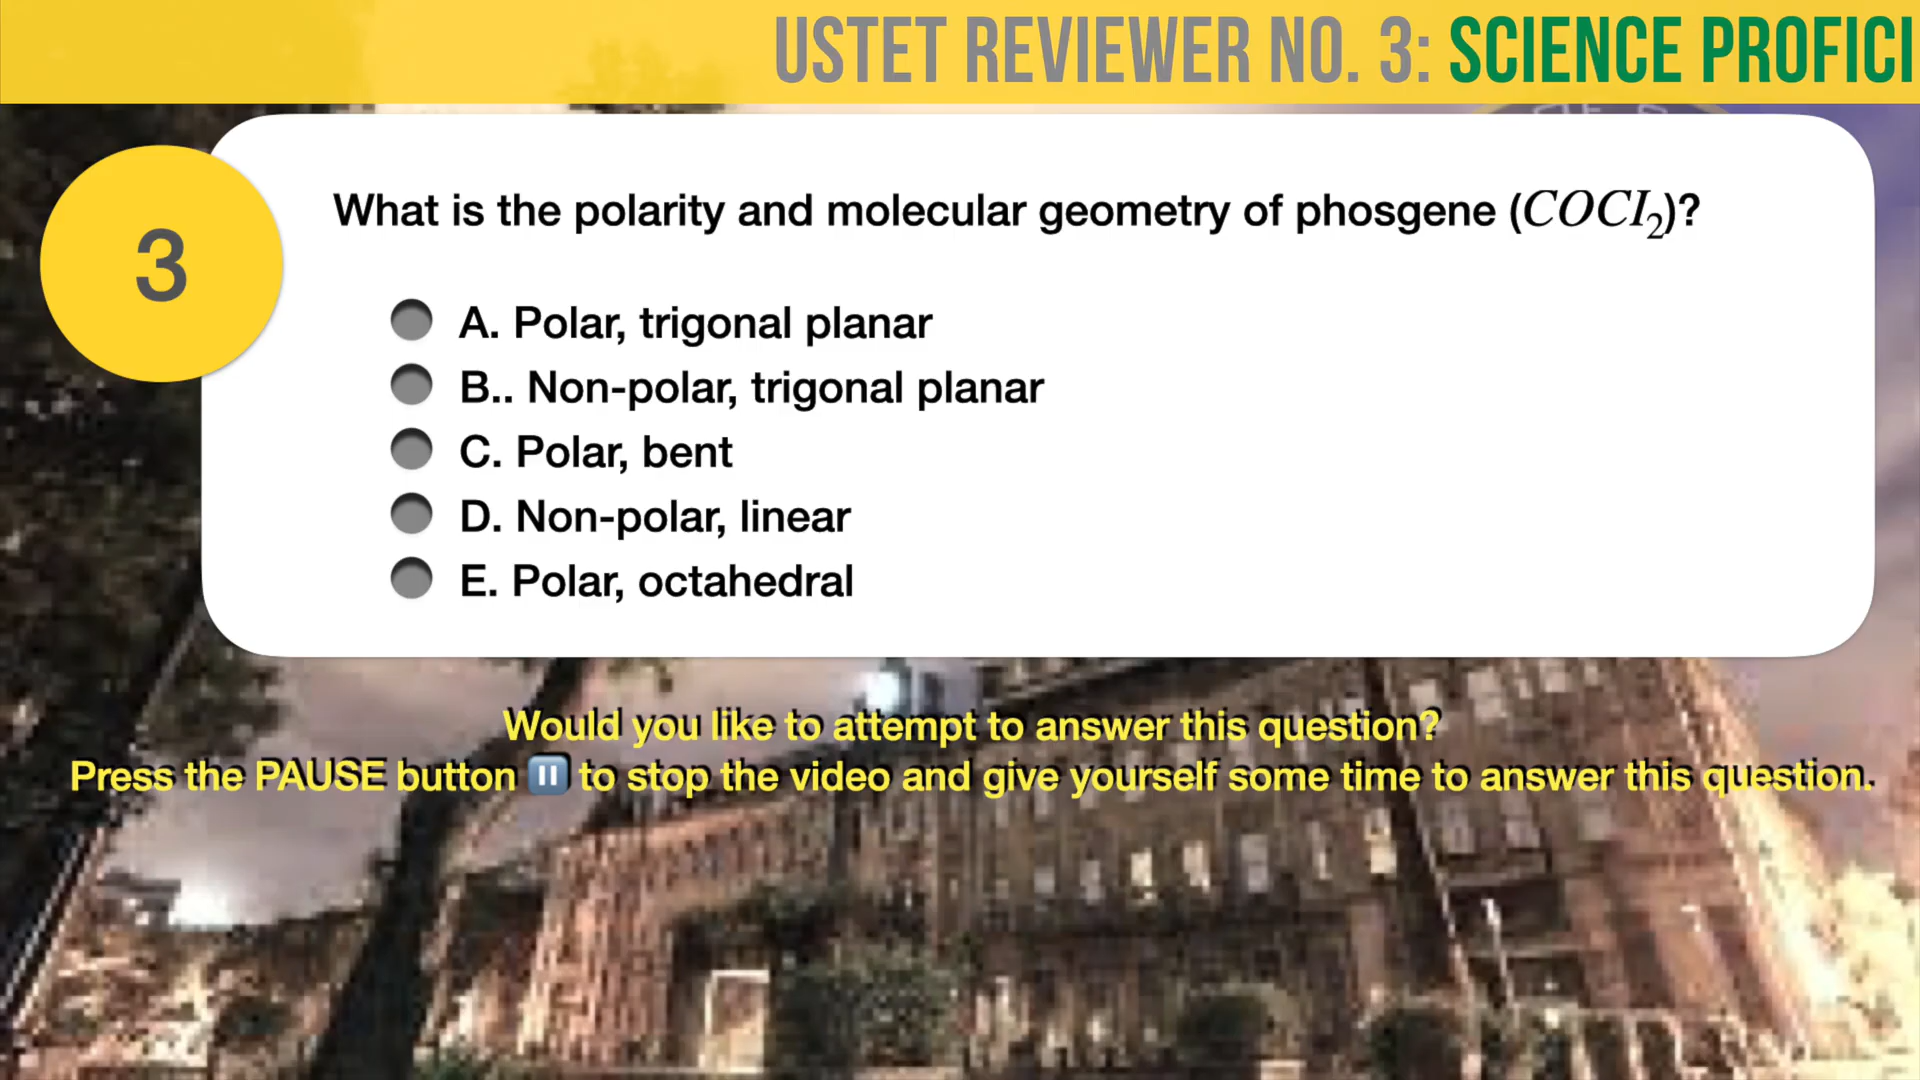 USTET REVIEWER NO. 3: SCIENCE PROFICI
3
What is the polarity and molecular geometry of phosgene (COCI₂)?
A. Polar, trigonal planar
B.. Non-polar, trigonal planar
C. Polar, bent
D. Non-polar, linear
E. Polar, octahedral
Would you like to attempt to answer this question?
Press the PAUSE button ⏸ to stop the video and give yourself some time to answer this question.